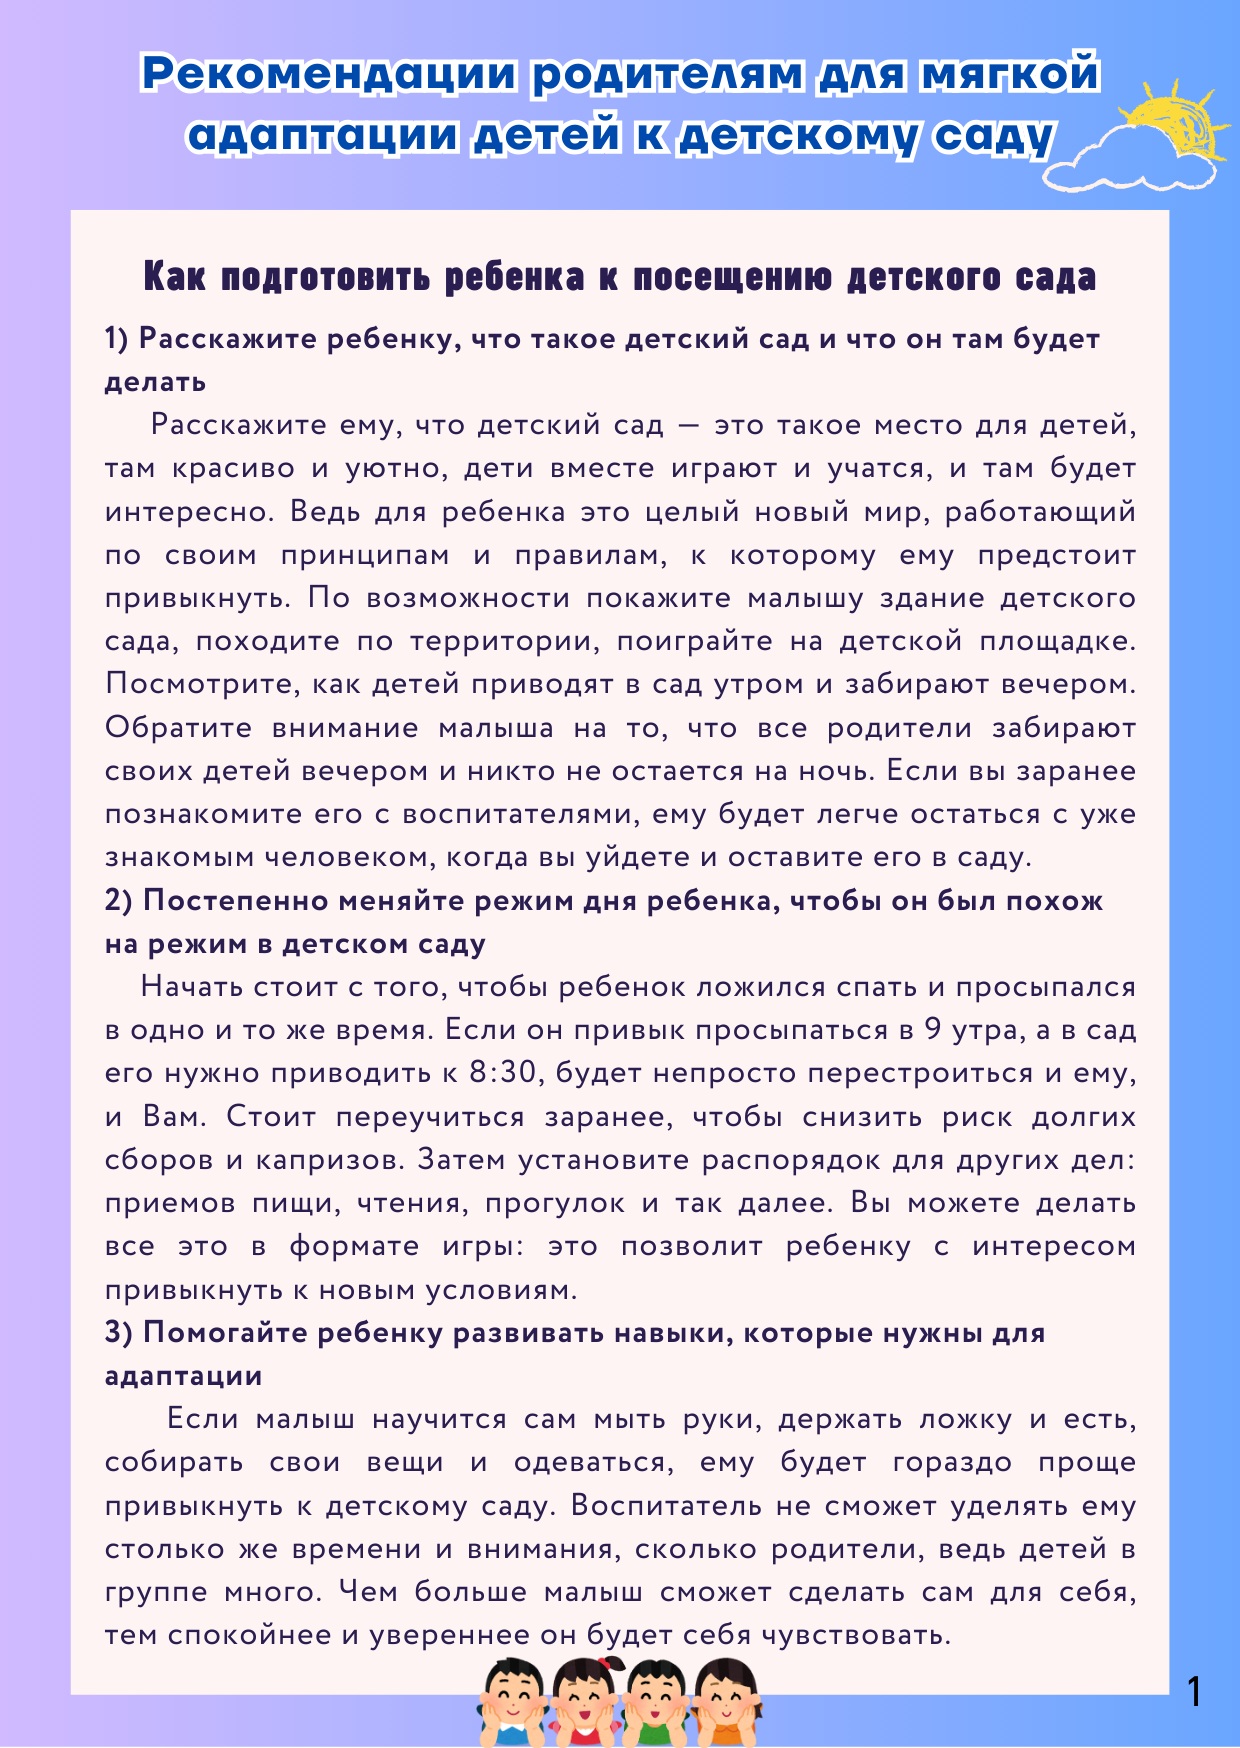 Рекомендации родителям для мягкой
адаптации детей к детскому саду
Как подготовить ребенка к посещению детского сада
1) Расскажите ребенку, что такое детский сад и что он там будет
делать
Расскажите ему, что детский сад — это такое место для детей,
там красиво и уютно, дети вместе играют и учатся, и там будет
интересно. Ведь для ребенка это целый новый мир, работающий
по своим принципам и правилам, к которому ему предстоит
привыкнуть. По возможности покажите малышу здание детского
сада, походите по территории, поиграйте на детской площадке.
Посмотрите, как детей приводят в сад утром и забирают вечером.
Обратите внимание малыша на то, что все родители забирают
своих детей вечером и никто не остается на ночь. Если вы заранее
познакомите его с воспитателями, ему будет легче остаться с уже
знакомым человеком, когда вы уйдете и оставите его в саду.
2) Постепенно меняйте режим дня ребенка, чтобы он был похож
на режим в детском саду
Начать стоит с того, чтобы ребенок ложился спать и просыпался
в одно и то же время. Если он привык просыпаться в 9 утра, а в сад
его нужно приводить к 8:30, будет непросто перестроиться и ему,
и Вам. Стоит переучиться заранее, чтобы снизить риск долгих
сборов и капризов. Затем установите распорядок для других дел:
приемов пищи, чтения, прогулок и так далее. Вы можете делать
все это в формате игры: это позволит ребенку с интересом
привыкнуть к новым условиям.
3) Помогайте ребенку развивать навыки, которые нужны для
адаптации
Если малыш научится сам мыть руки, держать ложку и есть,
собирать свои вещи и одеваться, ему будет гораздо проще
привыкнуть к детскому саду. Воспитатель не сможет уделять ему
столько же времени и внимания, сколько родители, ведь детей в
группе много. Чем больше малыш сможет сделать сам для себя,
тем спокойнее и увереннее он будет себя чувствовать.
1